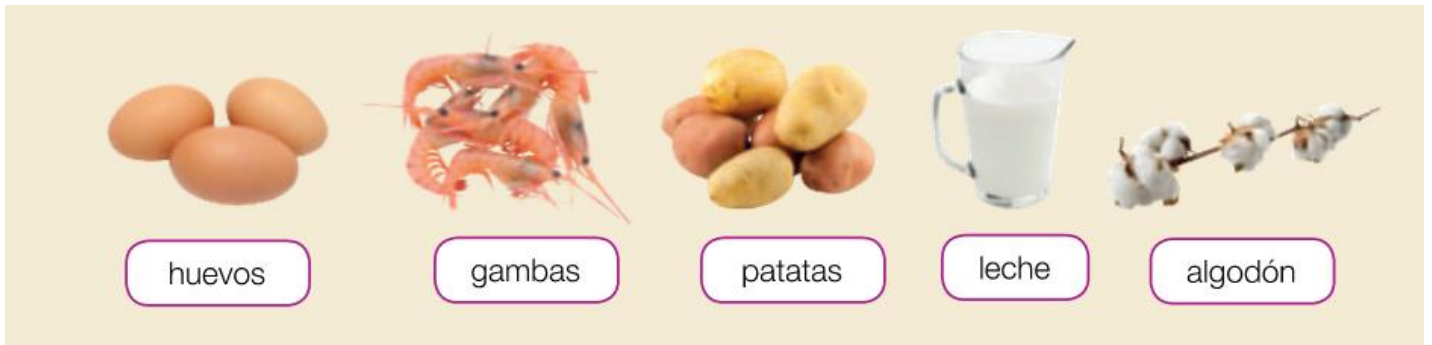 huevos
gambas
patatas
leche
algodón